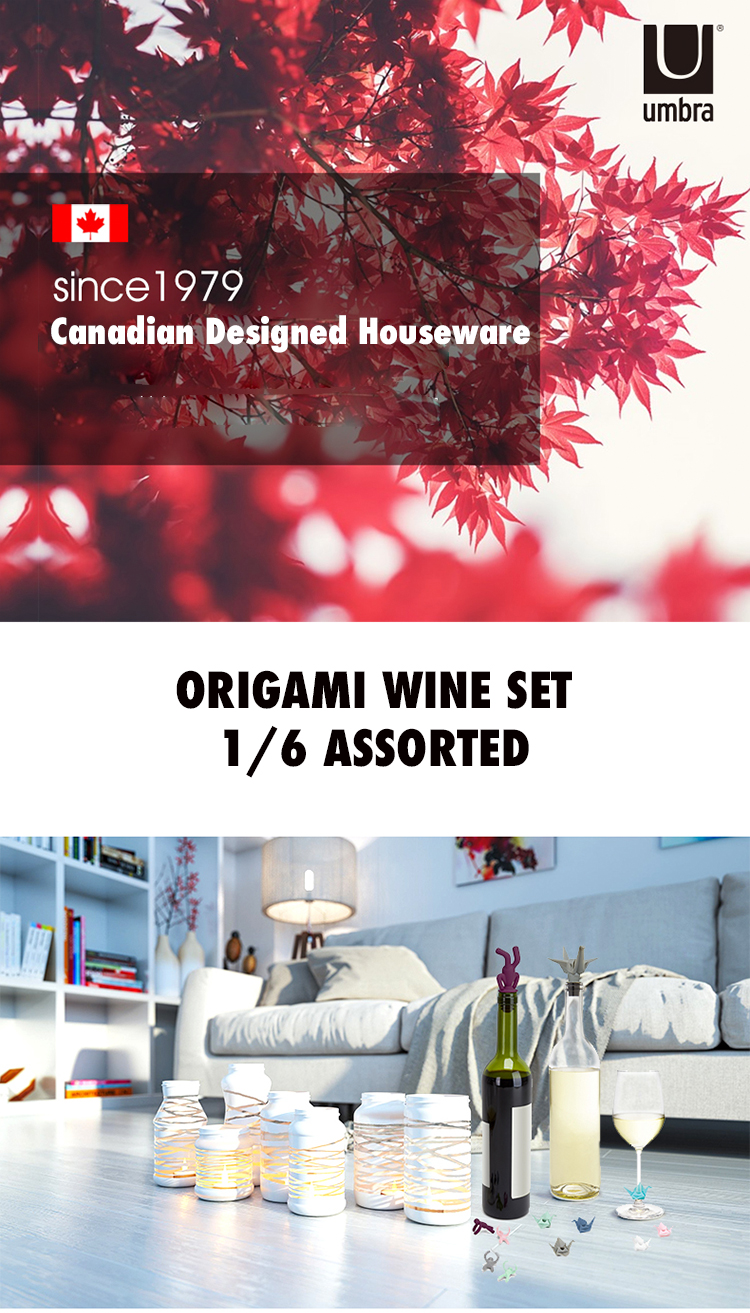 umbra®
since1979
Canadian Designed Houseware
ORIGAMI WINE SET
1/6 ASSORTED